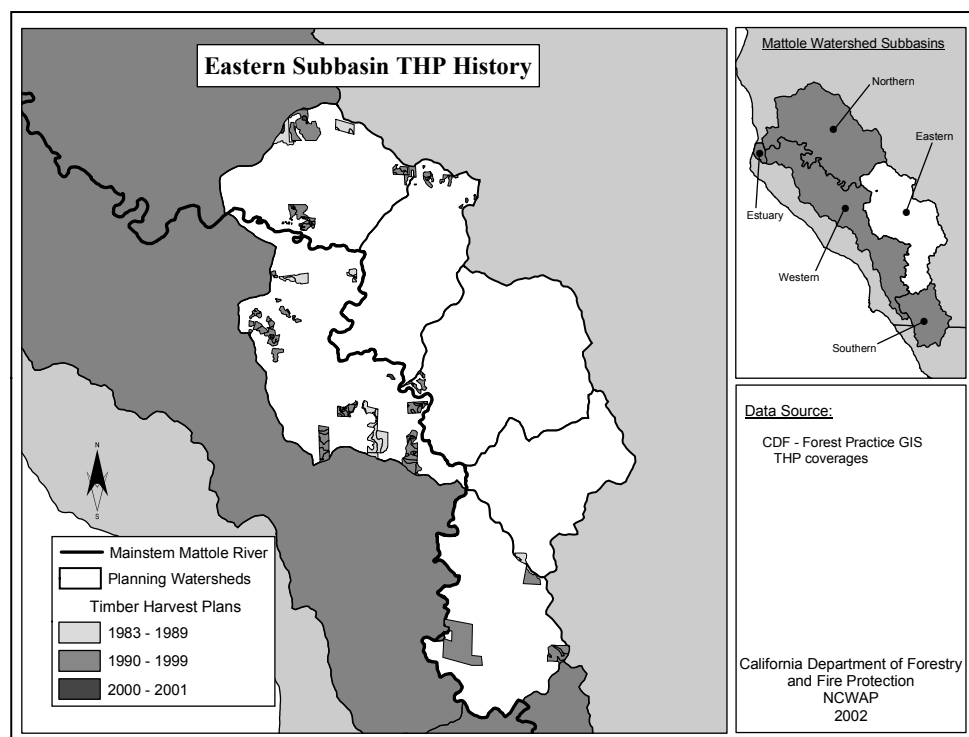 Eastern Subbasin THP History
N
S
Mainstem Mattole River
Planning Watersheds
Timber Harvest Plans
1983 - 1989
1990 - 1999
2000 - 2001
Mattole Watershed Subbasins
Northern
Eastern
Estuary
Western
Southern
Data Source:
CDF - Forest Practice GIS
THP coverages
California Department of Forestry
and Fire Protection
NCWAP
2002